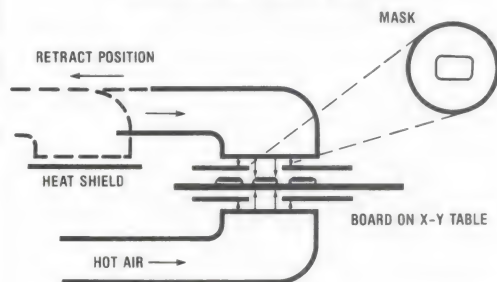 MASK
RETRACT POSITION
HEAT SHIELD
BOARD ON X-Y TABLE
HOT AIR